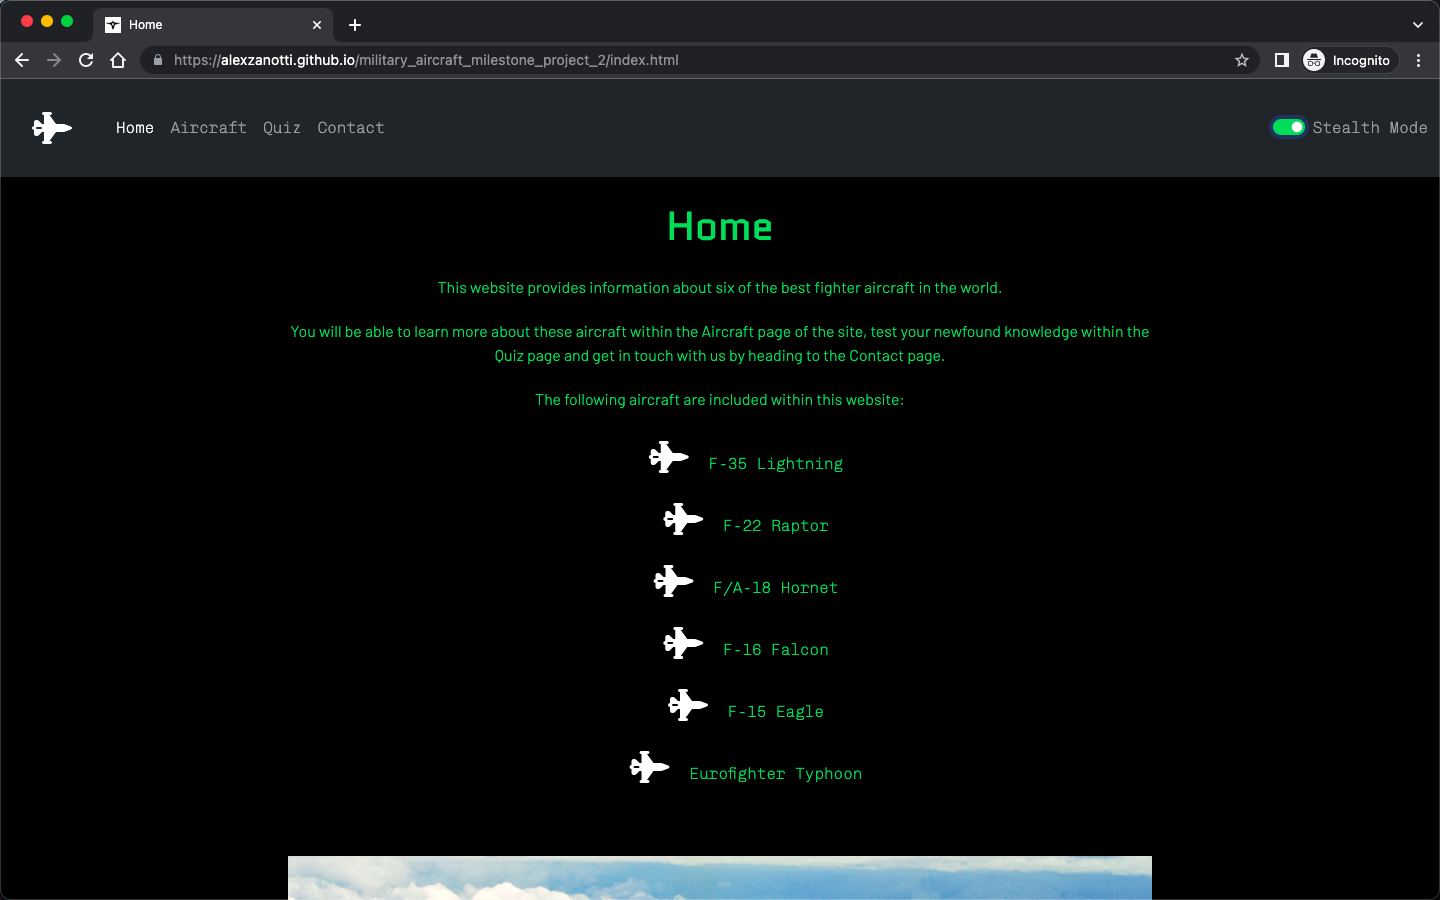 Home
https://alexzanotti.github.io/military_aircraft_milestone_project_2/index.html
Incognito
Home Aircraft Quiz Contact
Stealth Mode
Home
This website provides information about six of the best fighter aircraft in the world.
You will be able to learn more about these aircraft within the Aircraft page of the site, test your newfound knowledge within the
Quiz page and get in touch with us by heading to the Contact page.
The following aircraft are included within this website:
F-35 Lightning
F-22 Raptor
F/A-18 Hornet
F-16 Falcon
F-15 Eagle
Eurofighter Typhoon